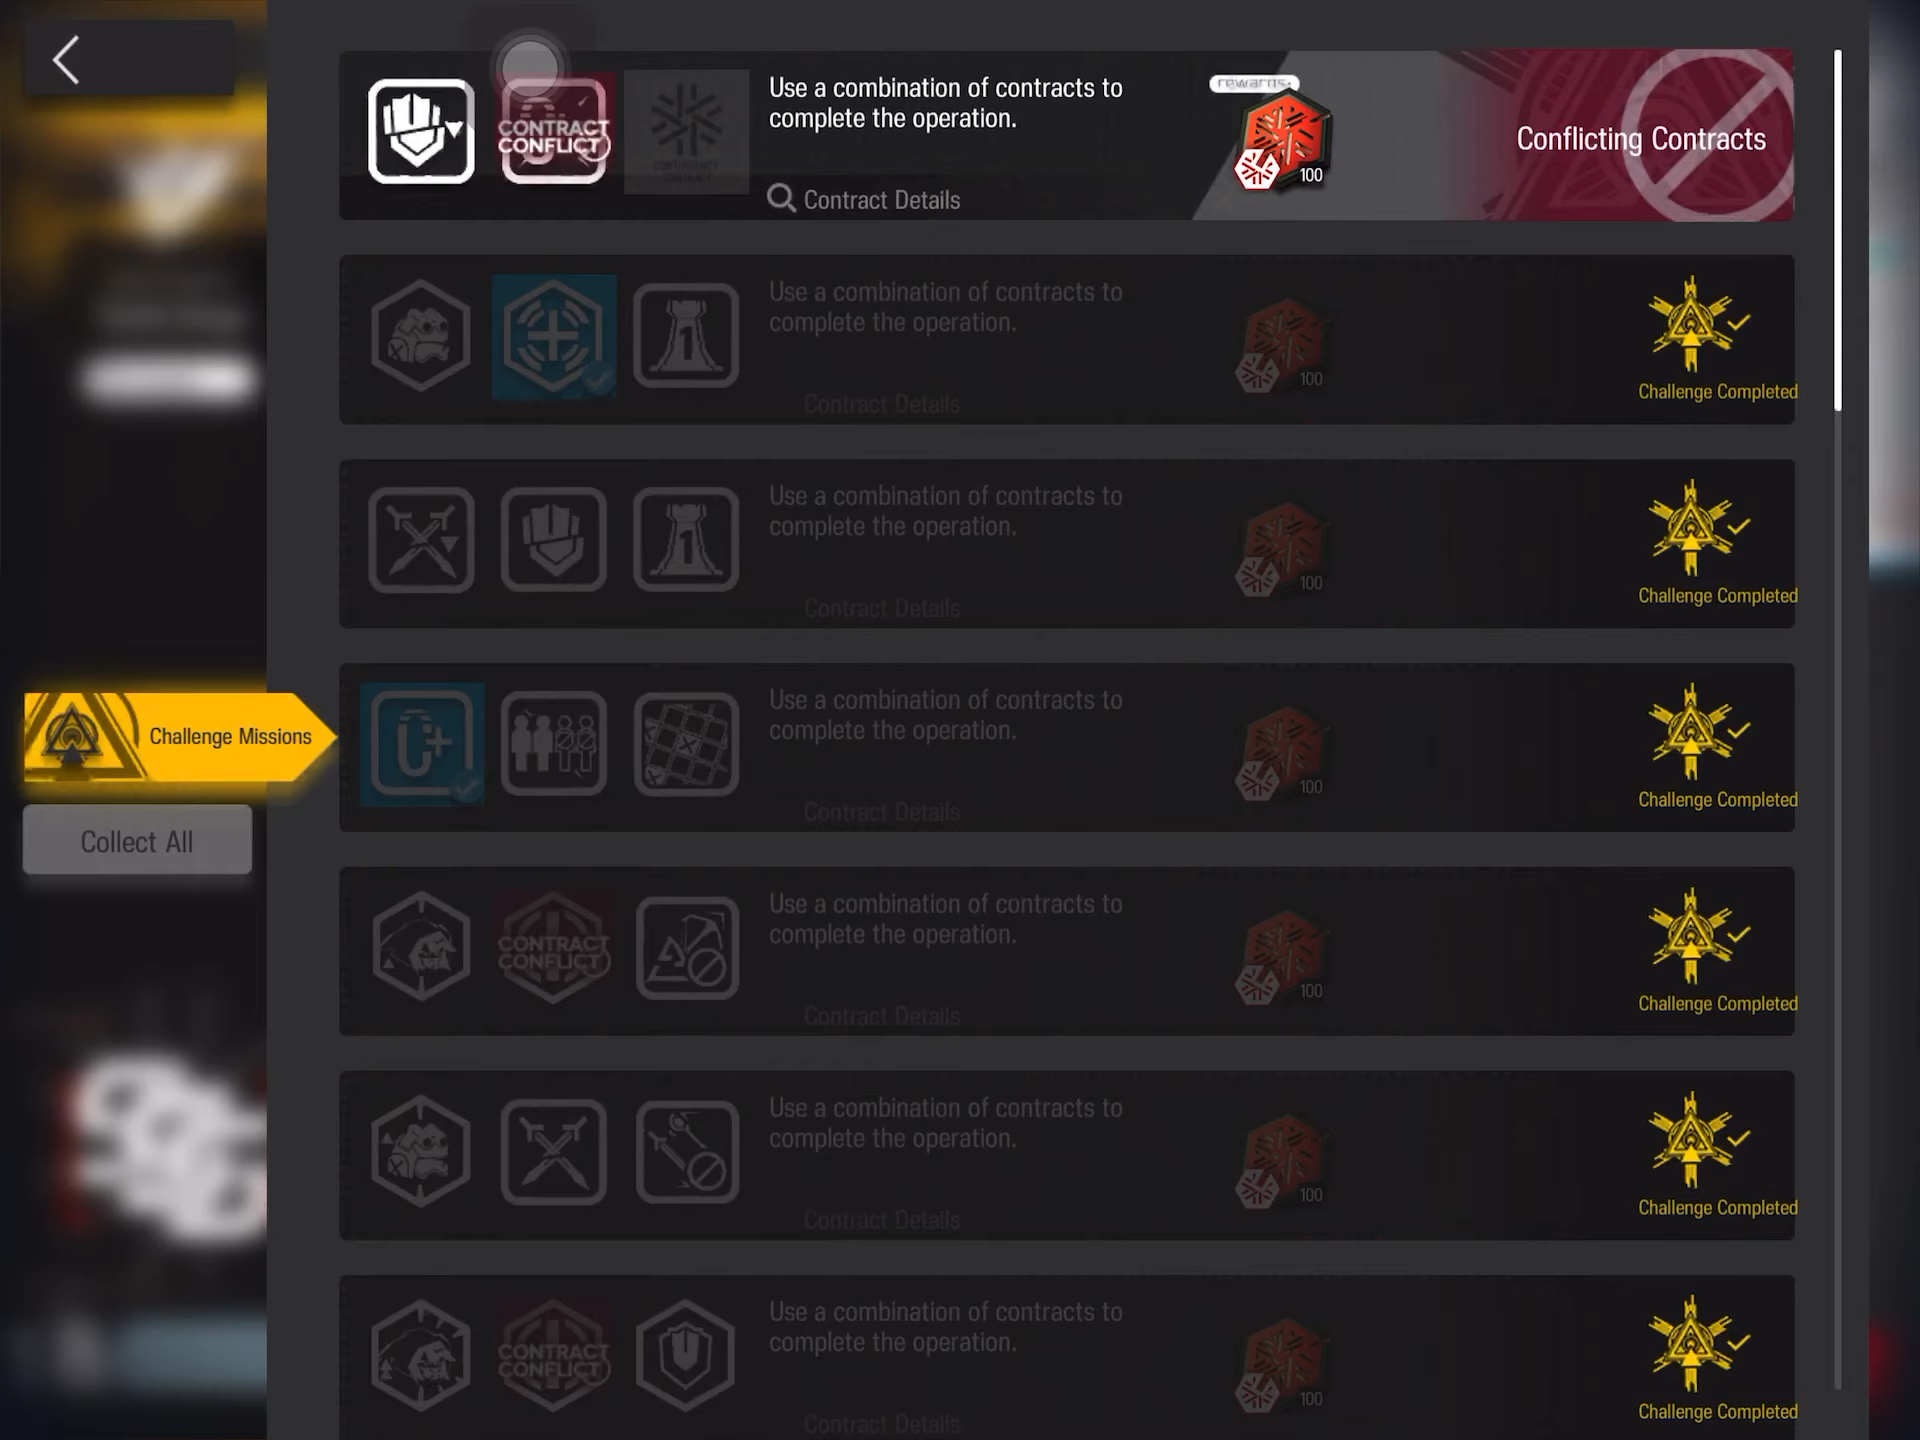 CONTRACT
CONFLICT
CONTINGENCY
CONTRACT
Use a combination of contracts to
complete the operation.
Contract Details
rewards
100
Conflicting Contracts
Use a combination of contracts to
complete the operation.
Contract Details
1
100
Challenge Completed
Use a combination of contracts to
complete the operation.
Contract Details
1
100
Challenge Completed
Challenge Missions
Collect All
Use a combination of contracts to
complete the operation.
Contract Details
100
Challenge Completed
CONTRACT
CONFLICT
Use a combination of contracts to
complete the operation.
Contract Details
100
Challenge Completed
Use a combination of contracts to
complete the operation.
Contract Details
100
Challenge Completed
CONTRACT
CONFLICT
Use a combination of contracts to
complete the operation.
Contract Details
100
Challenge Completed